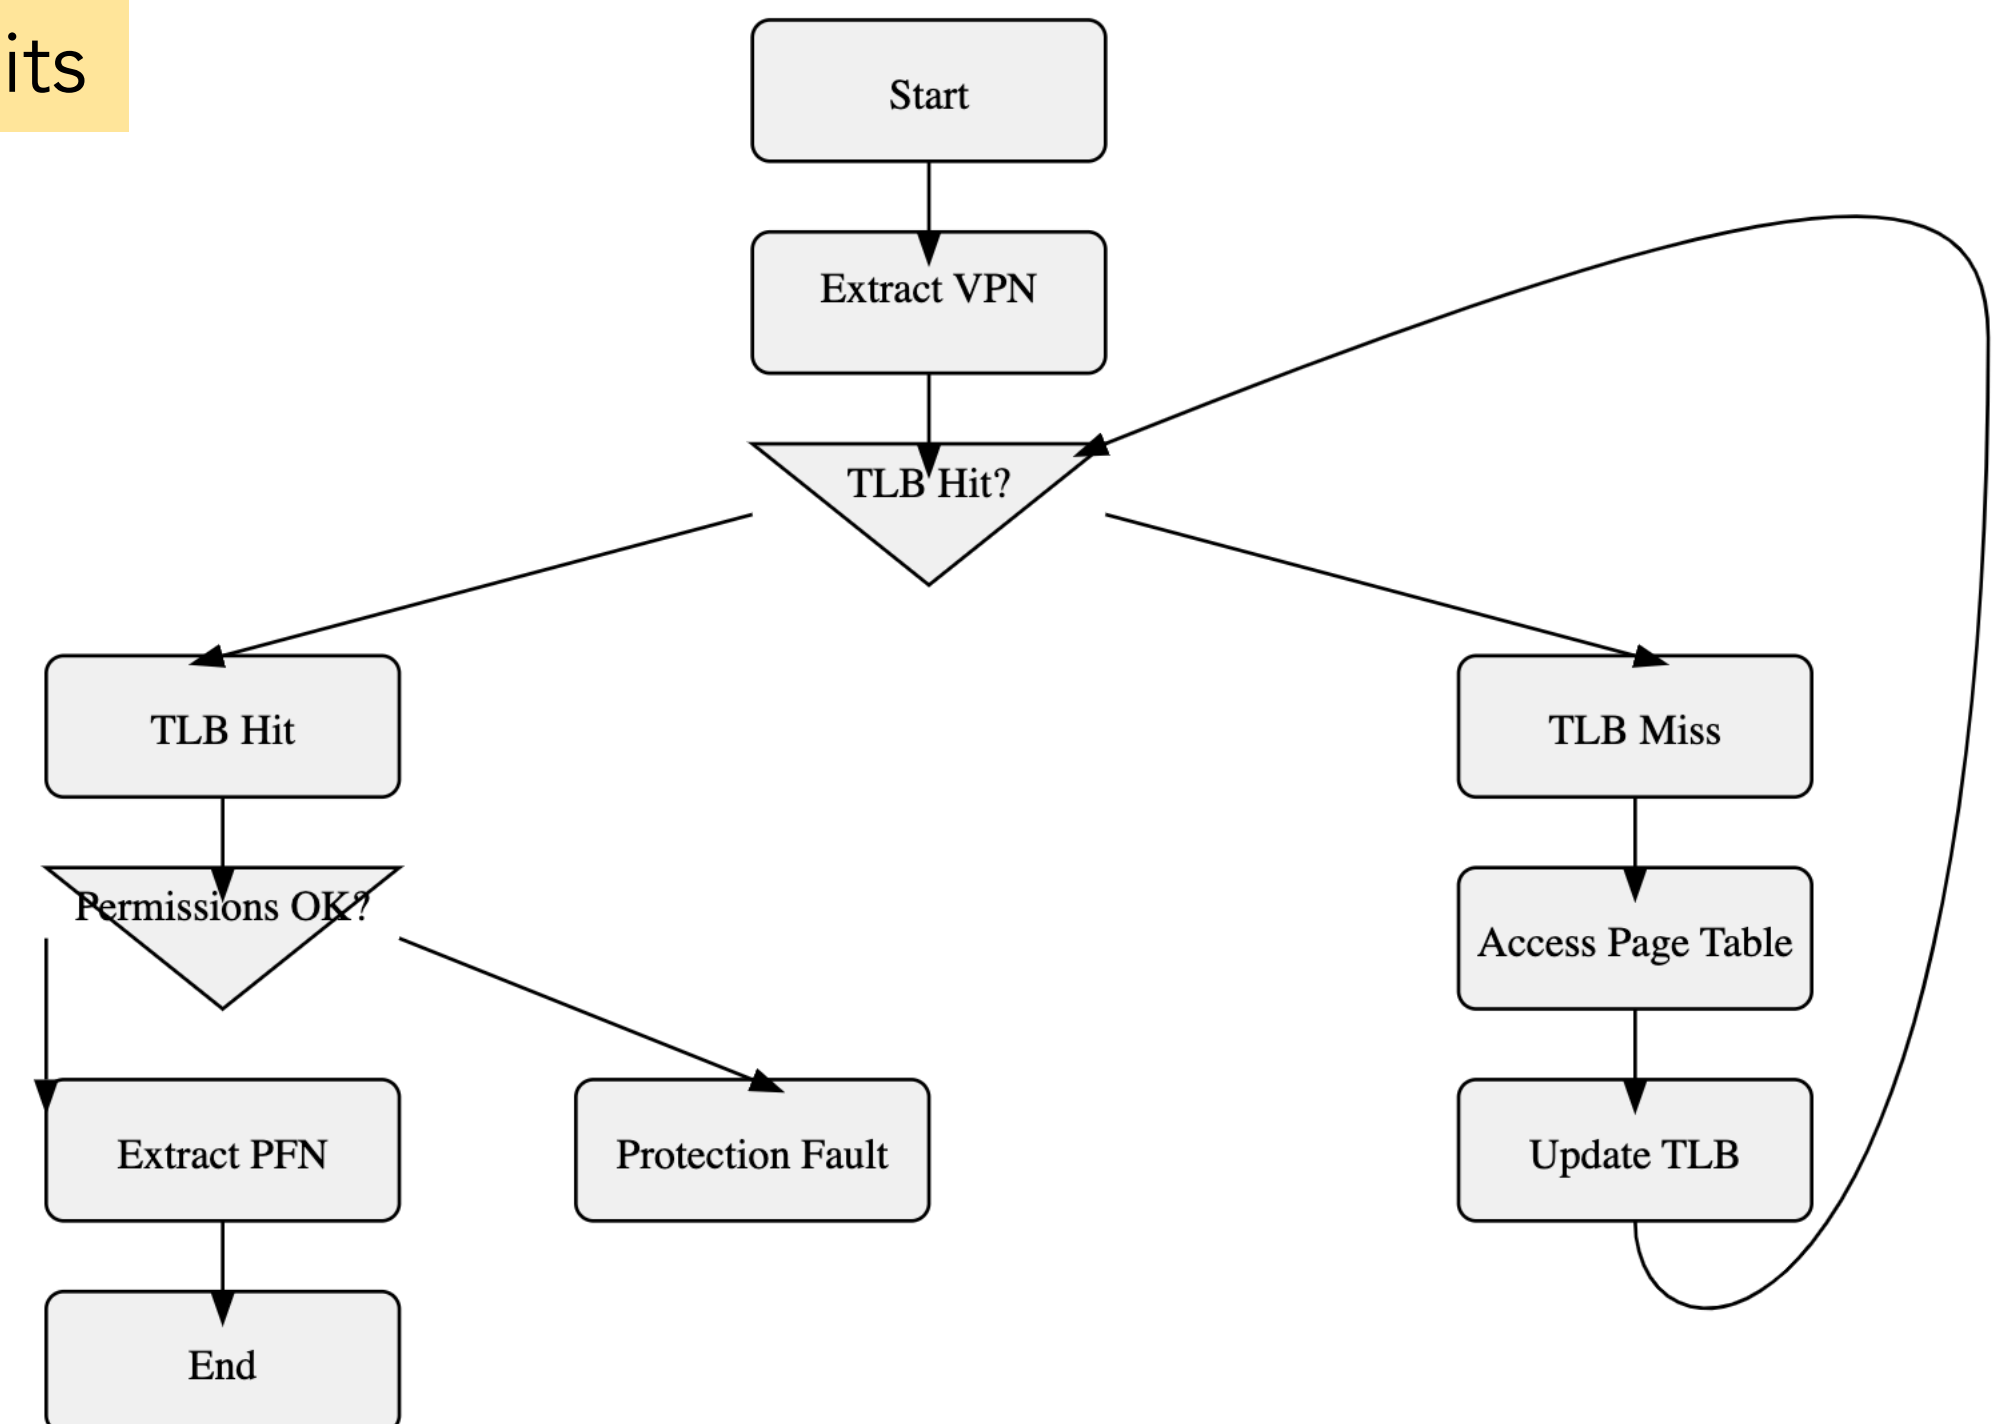 its
Start
Extract VPN
TLB Hit?
TLB Hit
TLB Miss
Permissions OK?
Access Page Table
Extract PFN
Protection Fault
Update TLB
End